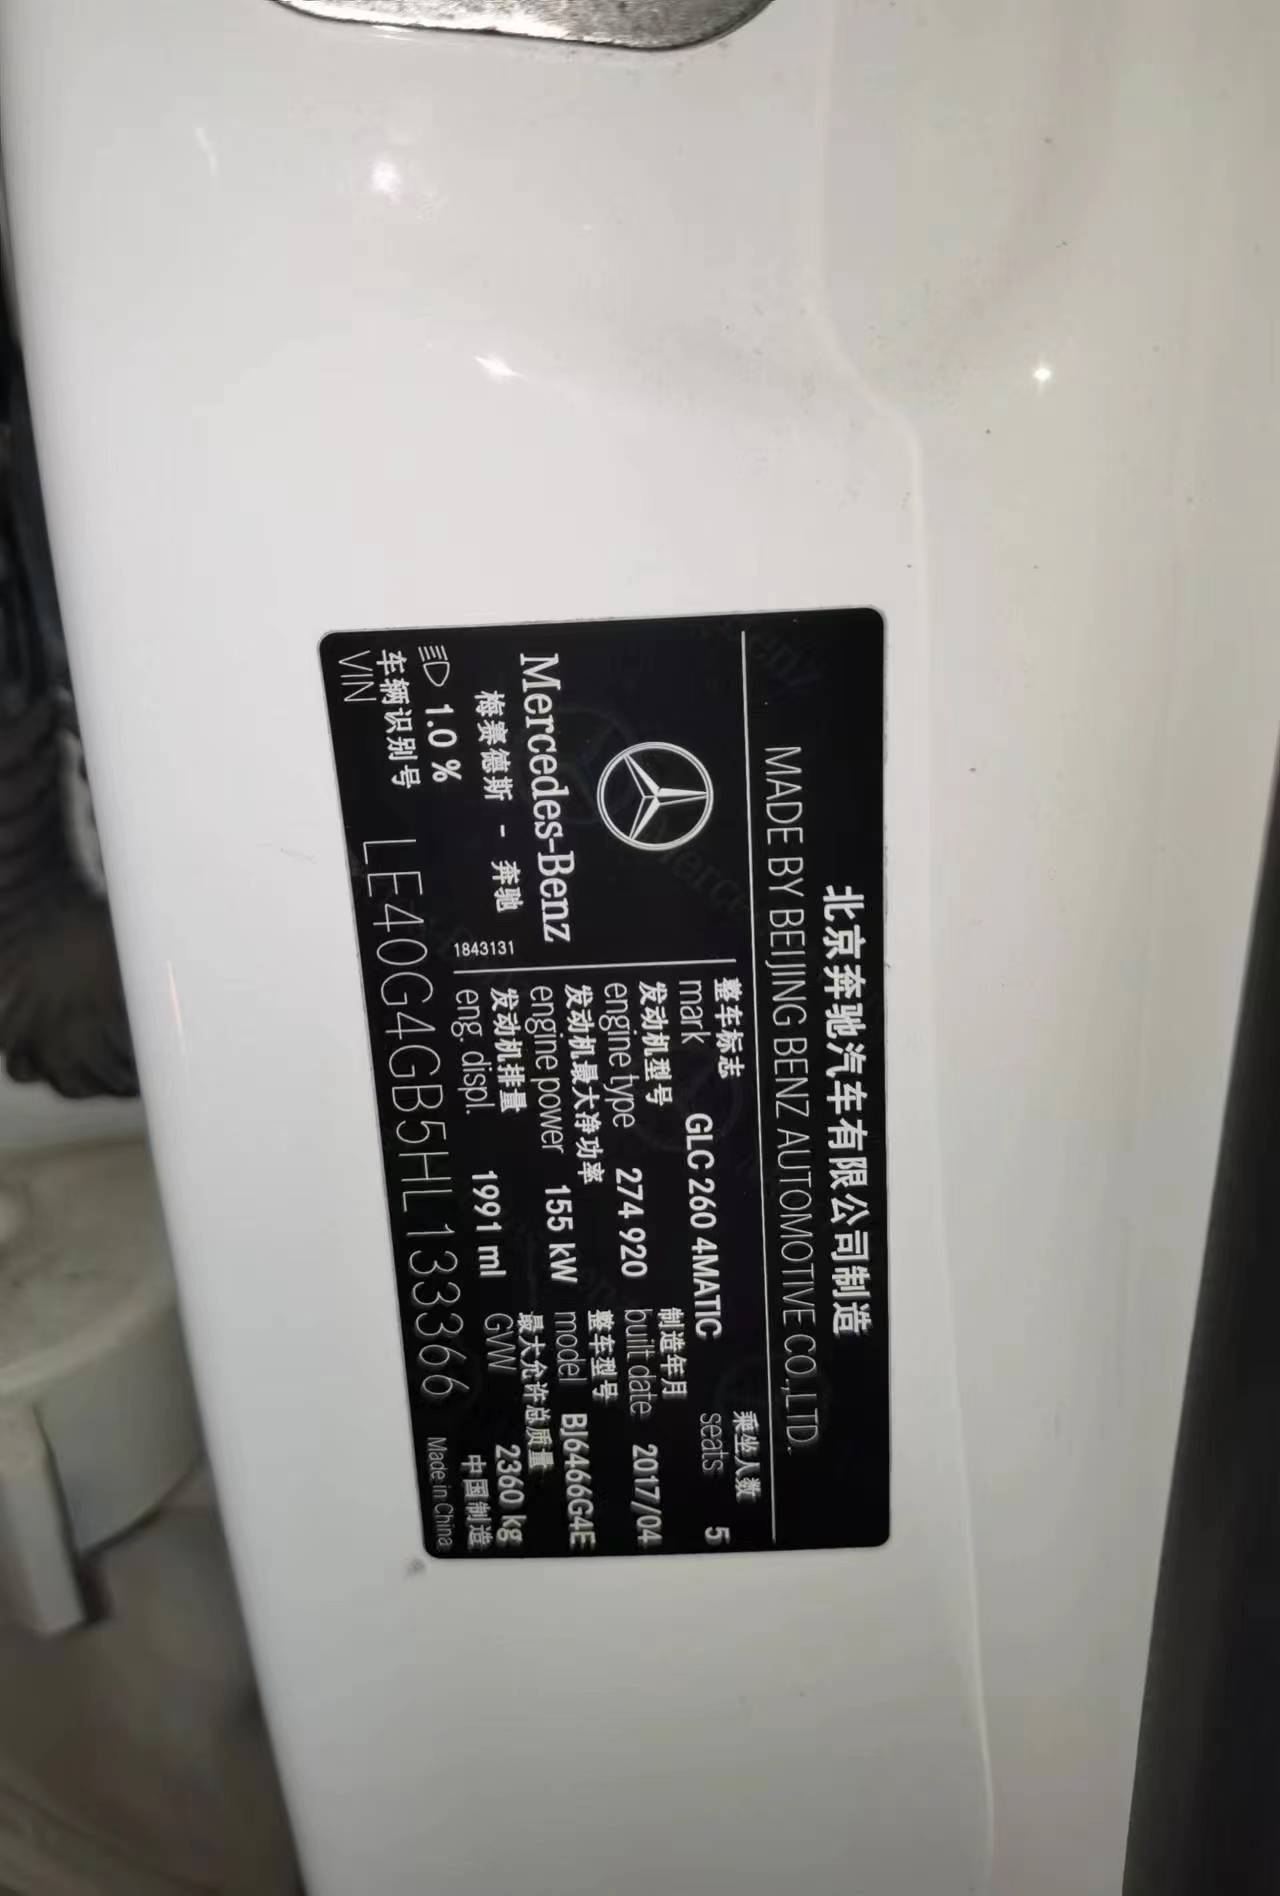 北京奔驰汽车有限公司制造
MADE BY BEIJING BENZ AUTOMOTIVE CO.,LTD.
Mercedes-Benz
梅赛德斯 - 奔驰
1843131
整车标志
mark GLC 260 4MATIC
乘坐人数
seats 5
发动机型号
engine type 274 920
制造年月
built date 2017/04
发动机最大净功率
engine power 155 kW
整车型号
model BJ6466G4E
发动机排量
eng. displ. 1991 ml
最大允许总质量
GVW 2360 kg
1.0 %
车辆识别号
VIN LE40G4GB5HL133366
中国制造
Made in China